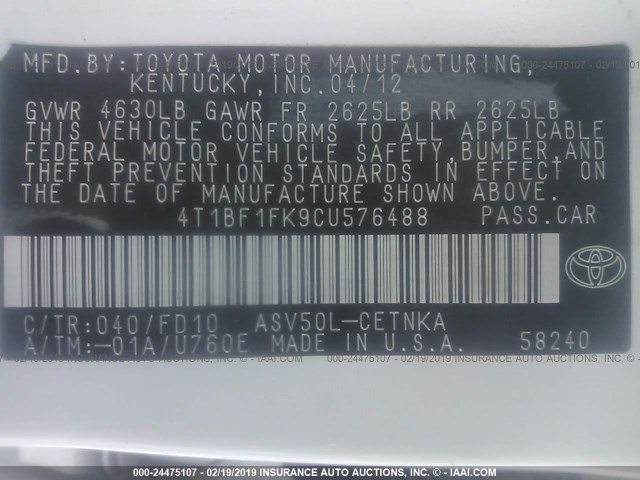 MFD.BY:TOYOTA MOTOR MANUFACTURING,
KENTUCKY,INC.04/12
GVWR 4630LB GAWR FR 2625LB RR 2625LB
THIS VEHICLE CONFORMS TO ALL APPLICABLE
FEDERAL MOTOR VEHICLE SAFETY,BUMPER,AND
THEFT PREVENTION STANDARDS IN EFFECT ON
THE DATE OF MANUFACTURE SHOWN ABOVE.
4T1BF1FK9CU576488 PASS.CAR
C/TR:040/FD10 ASV50L-CETNKA
A/TM:-01A/U760E MADE IN U.S.A. 58240
000-24475107 - 02/19/2019 INSURANCE AUTO AUCTIONS - WWW.IAAI.COM